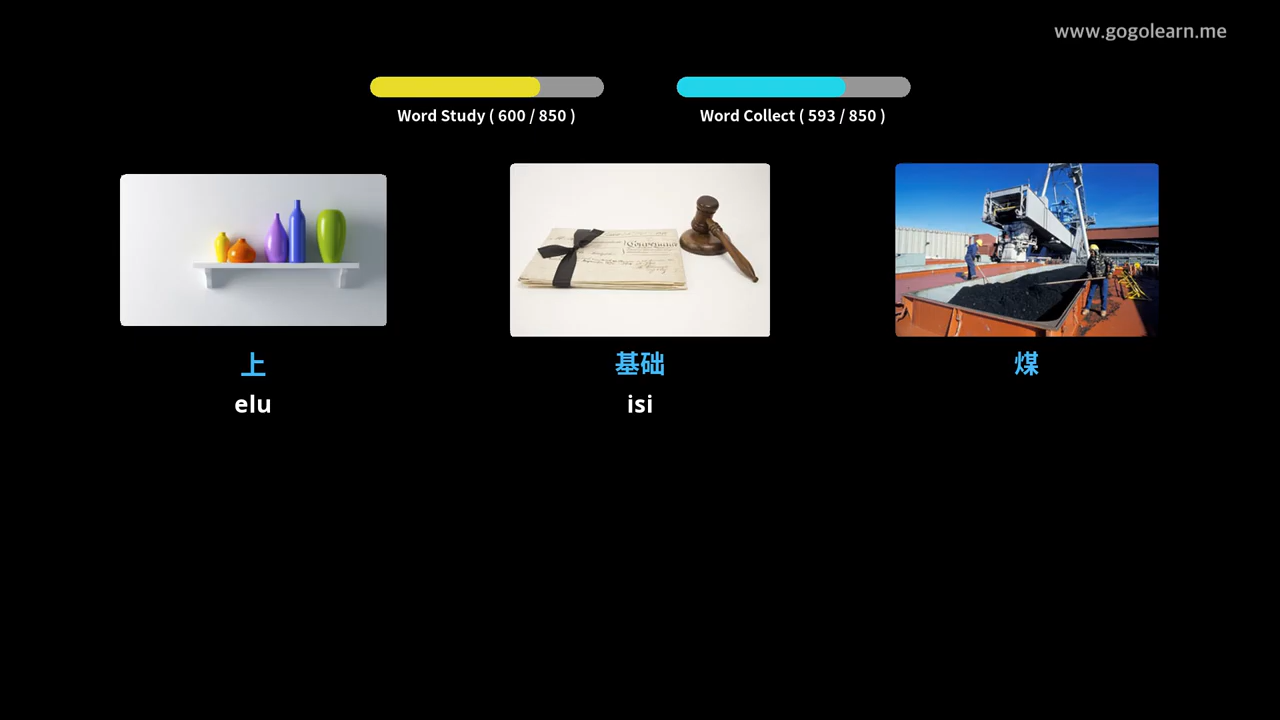 www.gogolearn.me
Word Study ( 600 / 850 )
Word Collect ( 593 / 850 )
上
基础
煤
elu
isi